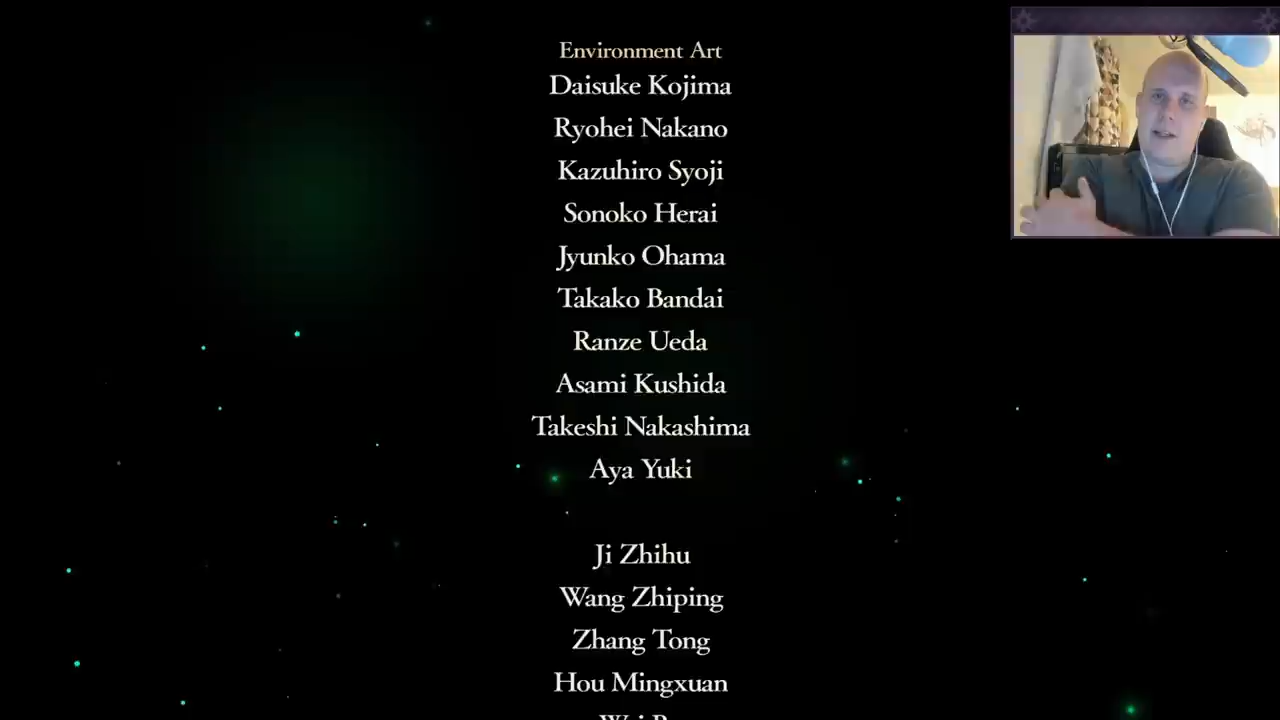 Environment Art
Daisuke Kojima
Ryohei Nakano
Kazuhiro Syoji
Sonoko Herai
Jyunko Ohama
Takako Bandai
Ranze Ueda
Asami Kushida
Takeshi Nakashima
Aya Yuki
Ji Zhihu
Wang Zhiping
Zhang Tong
Hou Mingxuan